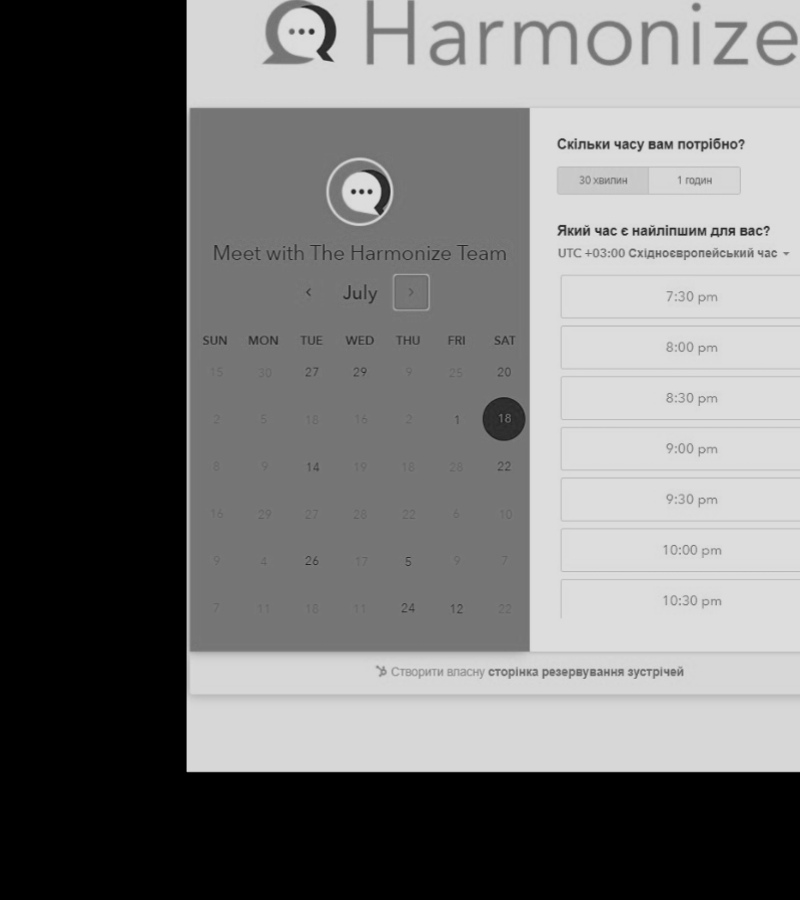 Harmonize
Meet with The Harmonize Team
July
SUN MON TUE WED THU FRI SAT
15 30 27 29 9 25 20
2 5 18 16 2 1 18
8 9 14 19 18 28 22
16 29 27 28 22 6 10
9 4 26 17 5 9 7
7 11 18 11 24 12 22
Скільки часу вам потрібно?
30 хвилин 1 годин
Який час є найліпшим для вас?
UTC +03:00 Східноєвропейський час
7:30 pm
8:00 pm
8:30 pm
9:00 pm
9:30 pm
10:00 pm
10:30 pm
Створити власну сторінка резервування зустрічей